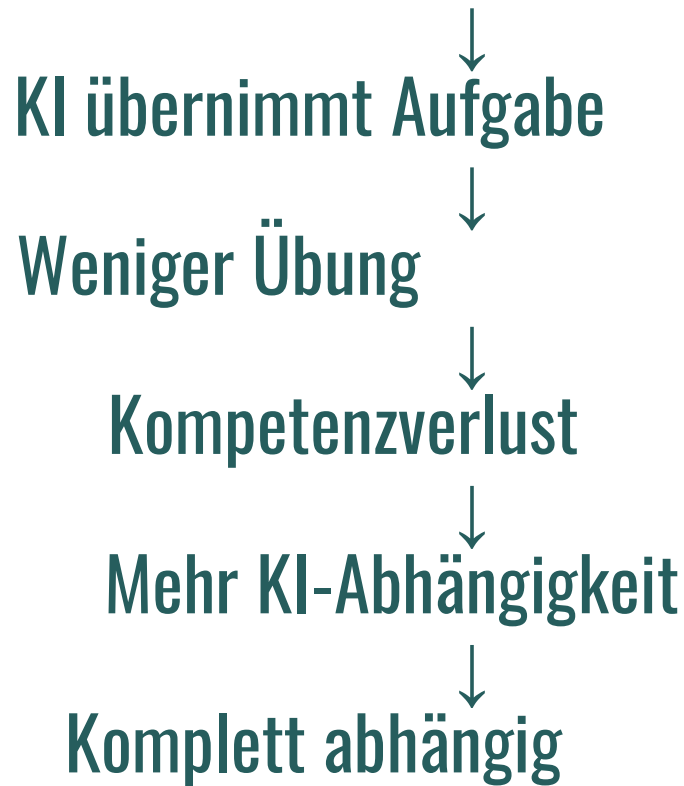 ↓
KI übernimmt Aufgabe
↓
Weniger Übung
↓
Kompetenzverlust
↓
Mehr KI-Abhängigkeit
↓
Komplett abhängig